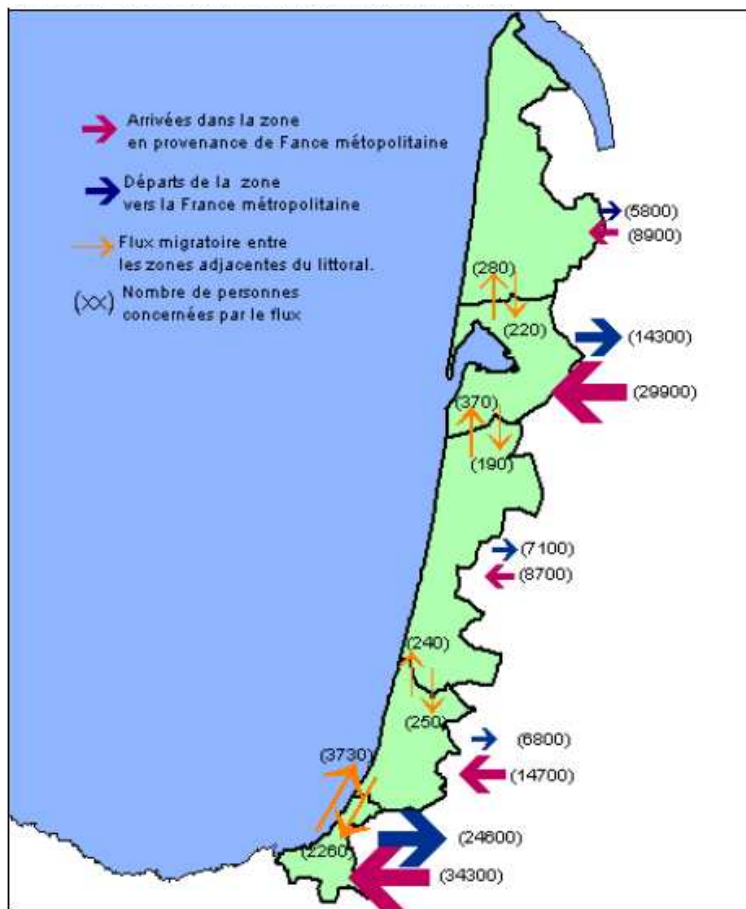 Arrivées dans la zone
en provenance de Fance métopolitaine
Départs de la zone
vers la France métropolitaine
Flux migratoire entre
les zones adjacentes du littoral.
(xx) Nombre de personnes
concernées par le flux
(5800)
(8900)
(280)
(220)
(14300)
(29900)
(370)
(190)
(7100)
(8700)
(240)
(250)
(6800)
(3730)
(14700)
(24600)
(2260)
(34300)